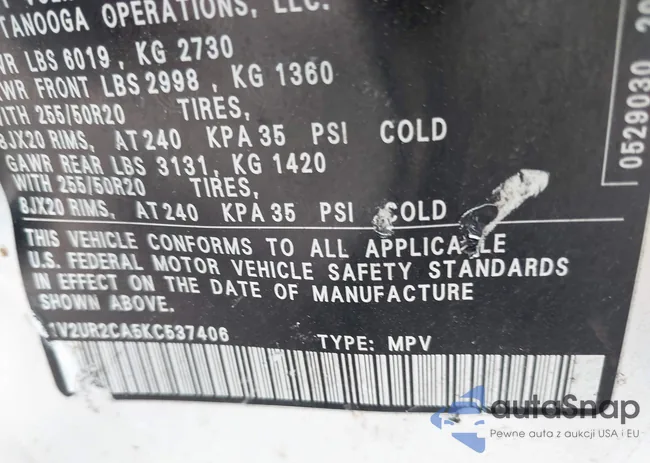 TANOOGA OPERATIONS, LLC.
WR LBS 6019, KG 2730
WR FRONT LBS 2998, KG 1360
WITH 255/50R20 TIRES,
8JX20 RIMS, AT 240 KPA 35 PSI COLD
GAWR REAR LBS 3131, KG 1420
WITH 255/50R20 TIRES,
8JX20 RIMS, AT 240 KPA 35 PSI COLD
THIS VEHICLE CONFORMS TO ALL APPLICABLE
U.S. FEDERAL MOTOR VEHICLE SAFETY STANDARDS
IN EFFECT ON THE DATE OF MANUFACTURE
SHOWN ABOVE.
1V2UR2CA5KC537406 TYPE: MPV
0529030
autoSnap
Pewne auta z aukcji USA i EU